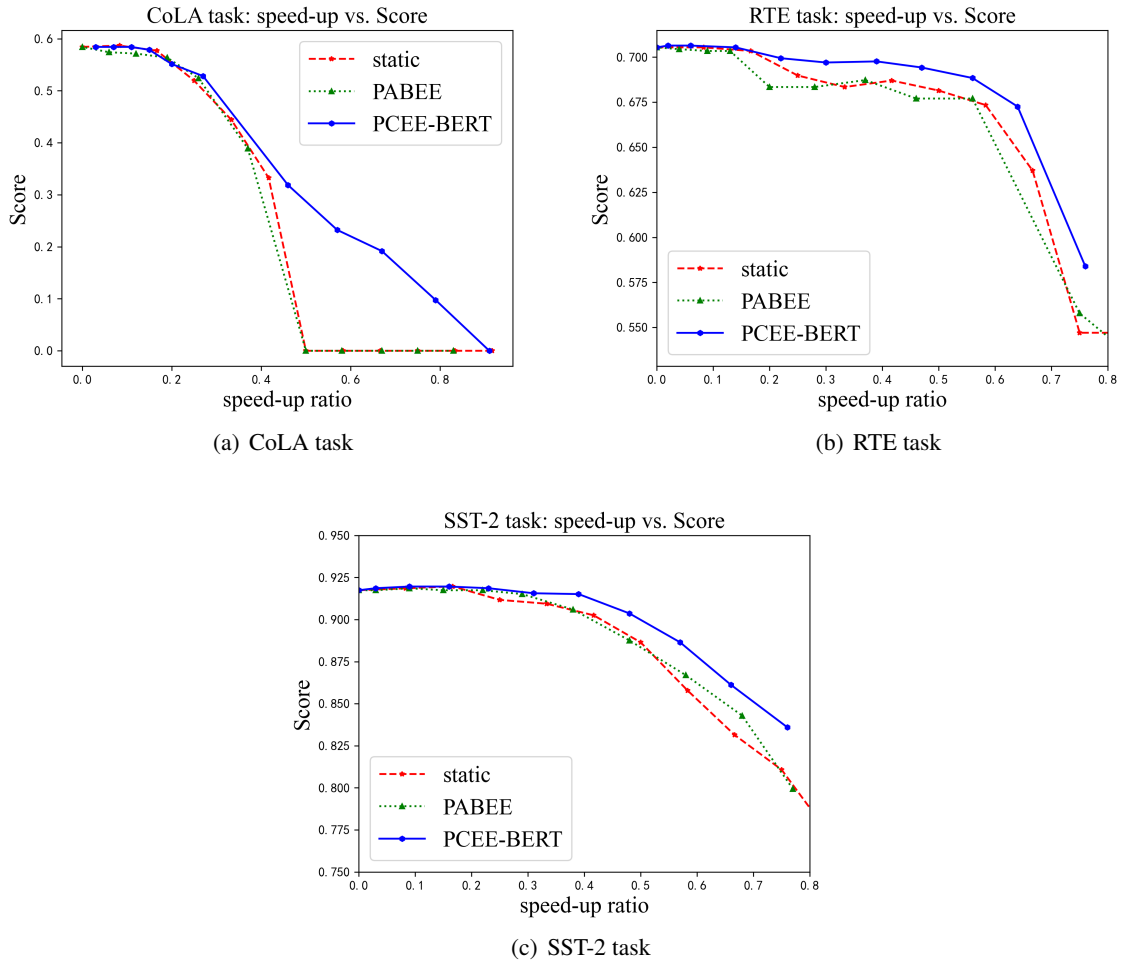 CoLA task: speed-up vs. Score
0.6
0.5
0.4
0.3
0.2
0.1
0.0
Score
static
PABEE
PCEE-BERT
0.0 0.2 0.4 0.6 0.8
speed-up ratio
(a) CoLA task
RTE task: speed-up vs. Score
0.700
0.675
0.650
0.625
0.600
0.575
0.550
Score
static
PABEE
PCEE-BERT
0.0 0.1 0.2 0.3 0.4 0.5 0.6 0.7 0.8
speed-up ratio
(b) RTE task
SST-2 task: speed-up vs. Score
0.950
0.925
0.900
0.875
0.850
0.825
0.800
0.775
0.750
Score
static
PABEE
PCEE-BERT
0.0 0.1 0.2 0.3 0.4 0.5 0.6 0.7 0.8
speed-up ratio
(c) SST-2 task